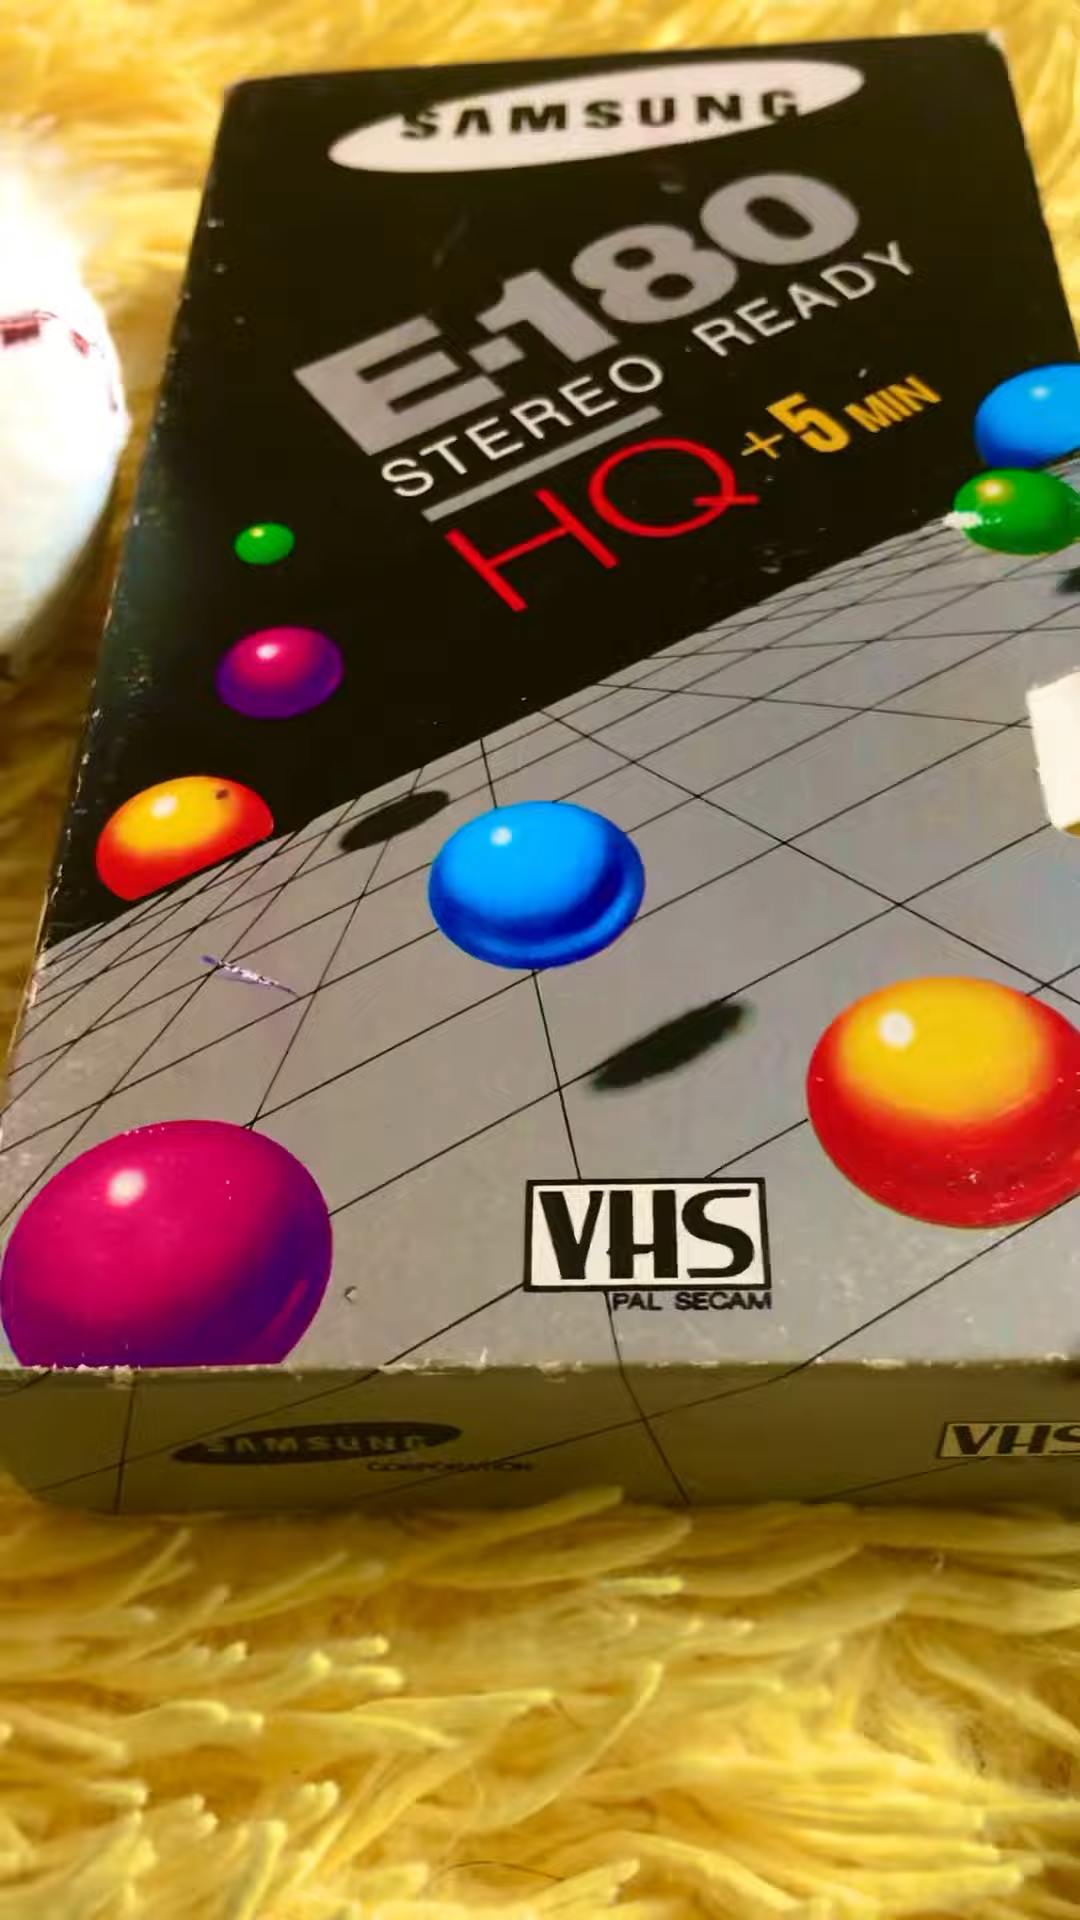 SAMSUNG
E-180
STEREO READY
HQ +5 MIN
VHS
PAL SECAM
SAMSUNG
CORPORATION
VHS